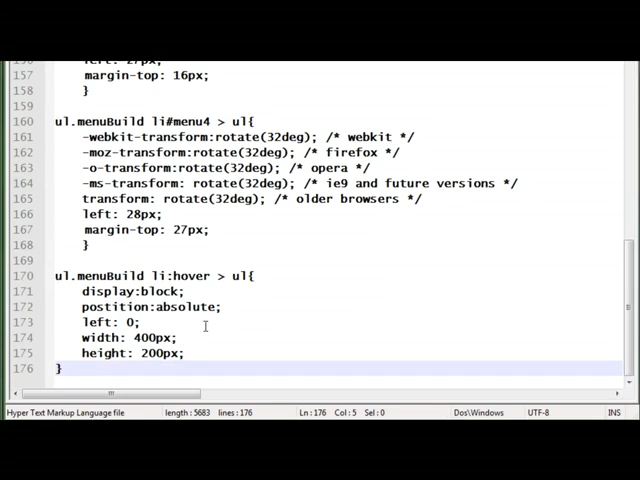 156 left: 27px;
157 margin-top: 16px;
158 }
159
160 ul.menuBuild li#menu4 > ul{
161 -webkit-transform:rotate(32deg); /* webkit */
162 -moz-transform:rotate(32deg); /* firefox */
163 -o-transform:rotate(32deg); /* opera */
164 -ms-transform: rotate(32deg); /* ie9 and future versions */
165 transform: rotate(32deg); /* older browsers */
166 left: 28px;
167 margin-top: 27px;
168 }
169
170 ul.menuBuild li:hover > ul{
171 display:block;
172 postition:absolute;
173 left: 0;
174 width: 400px;
175 height: 200px;
176 }
Hyper Text Markup Language file length : 5683 lines : 176 Ln : 176 Col : 5 Sel : 0 Dos\Windows UTF-8 INS